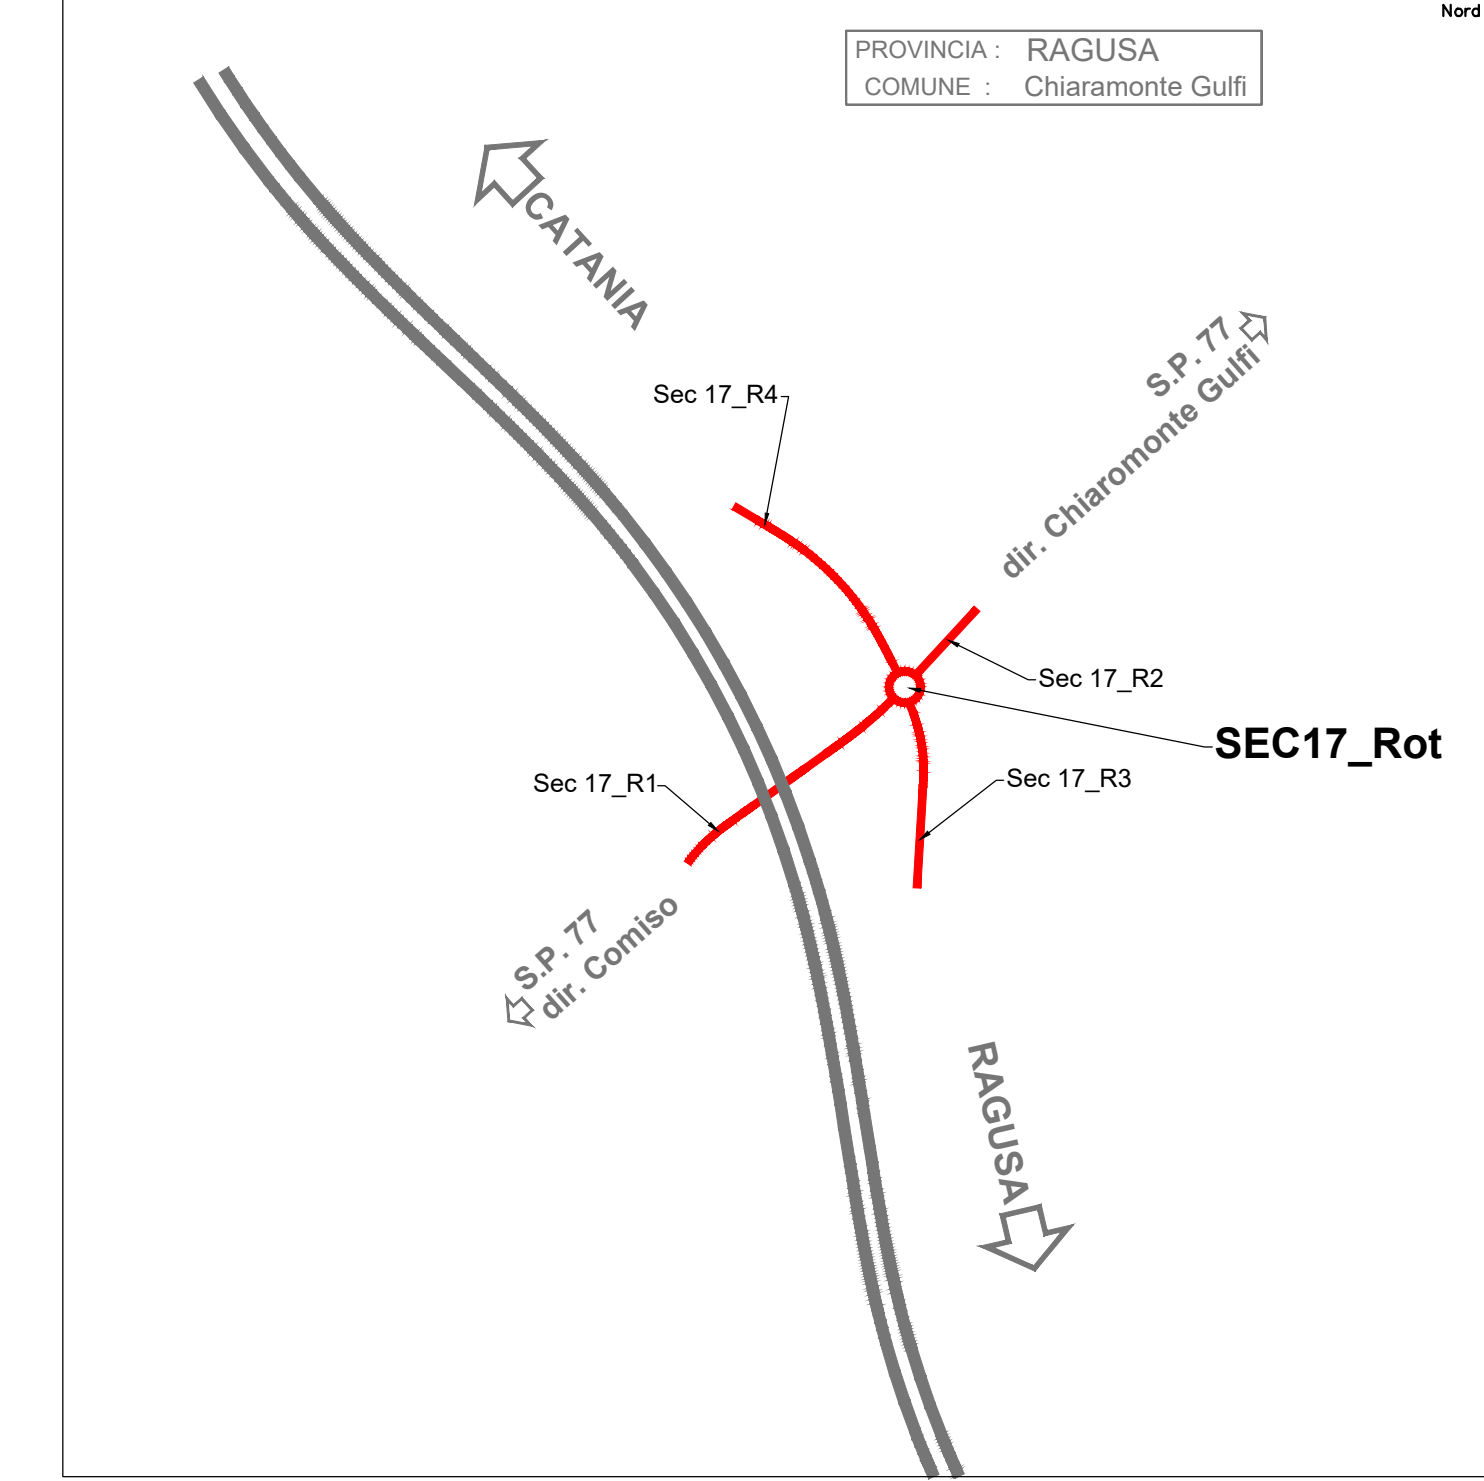 Nord
PROVINCIA : RAGUSA
COMUNE : Chiaramonte Gulfi
CATANIA
S.P. 77
dir. Chiaromonte Gulfi
Sec 17_R4
Sec 17_R2
SEC17_Rot
Sec 17_R3
Sec 17_R1
S.P. 77
dir. Comiso
RAGUSA